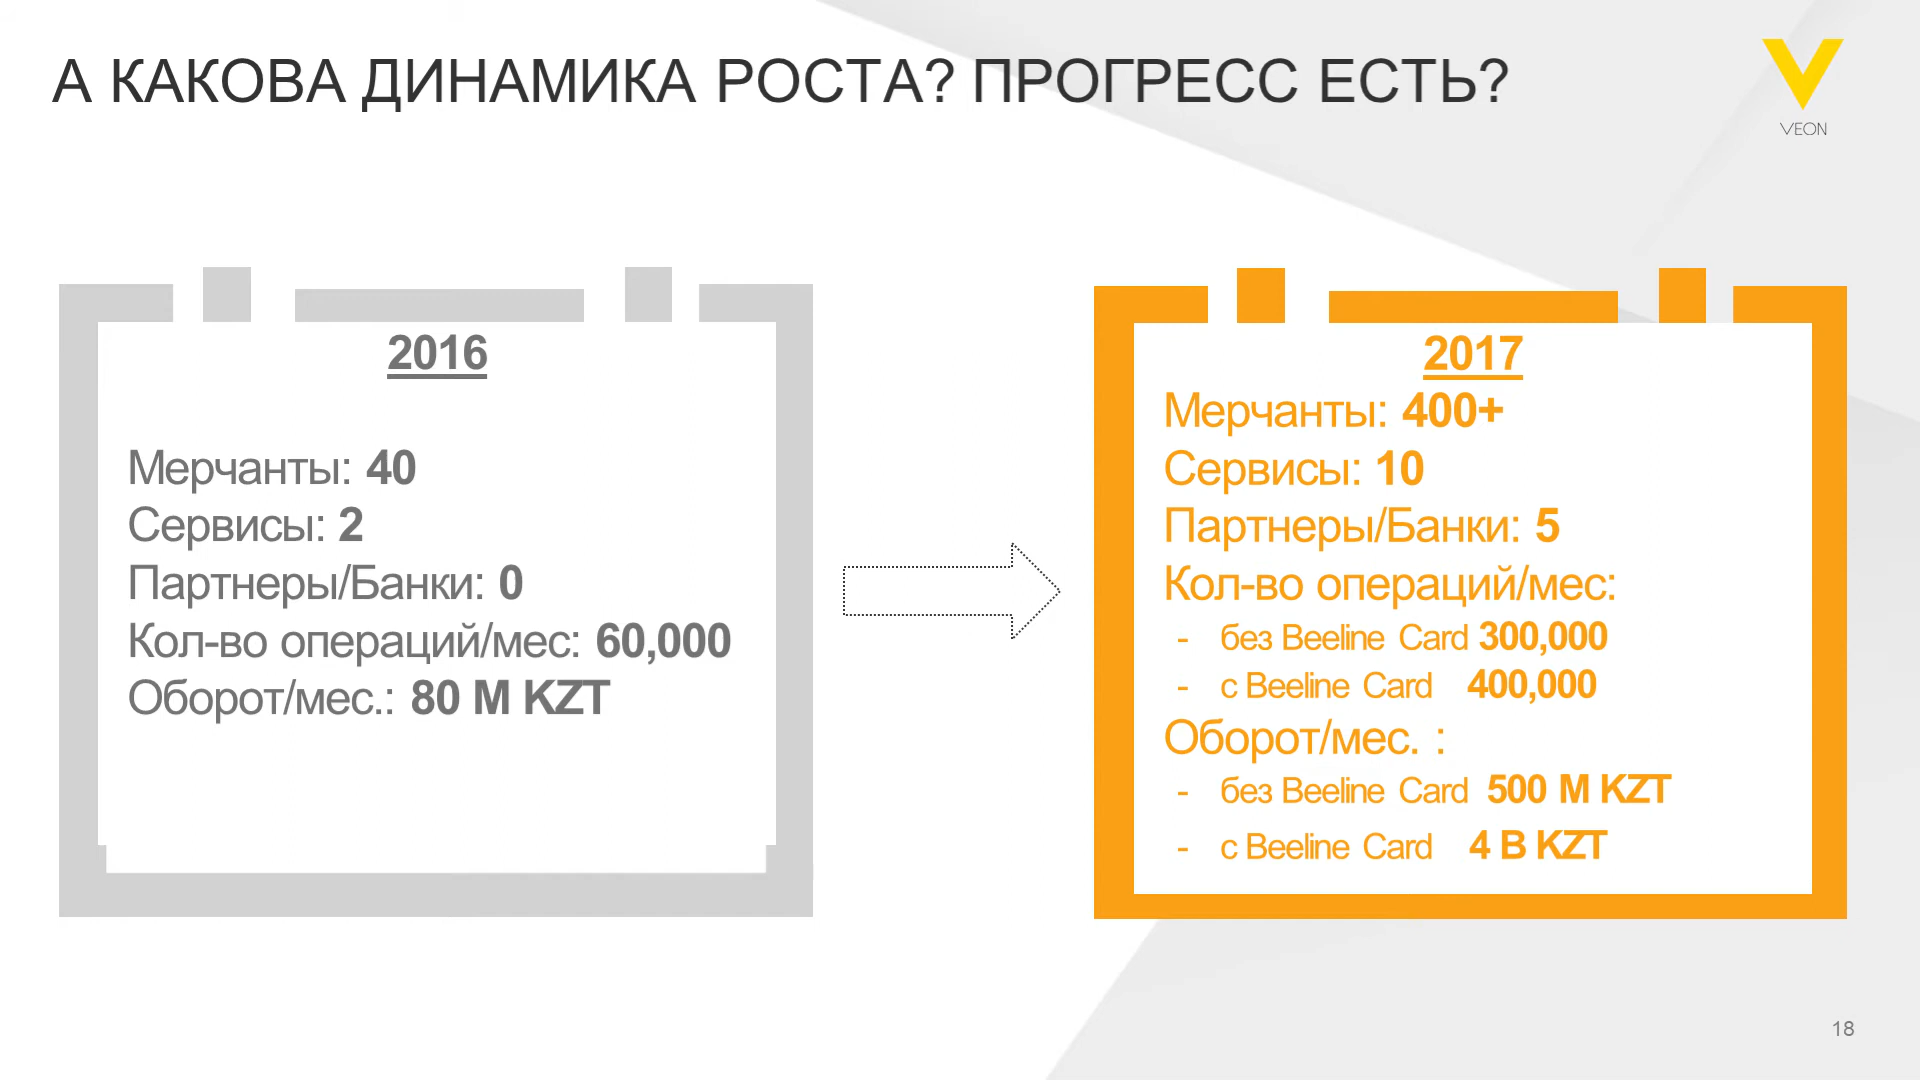 А КАКОВА ДИНАМИКА РОСТА? ПРОГРЕСС ЕСТЬ?
VEON
2016
Мерчанты: 40
Сервисы: 2
Партнеры/Банки: 0
Кол-во операций/мес: 60,000
Оборот/мес.: 80 M KZT
2017
Мерчанты: 400+
Сервисы: 10
Партнеры/Банки: 5
Кол-во операций/мес:
- без Beeline Card 300,000
- с Beeline Card 400,000
Оборот/мес. :
- без Beeline Card 500 M KZT
- с Beeline Card 4 B KZT
18